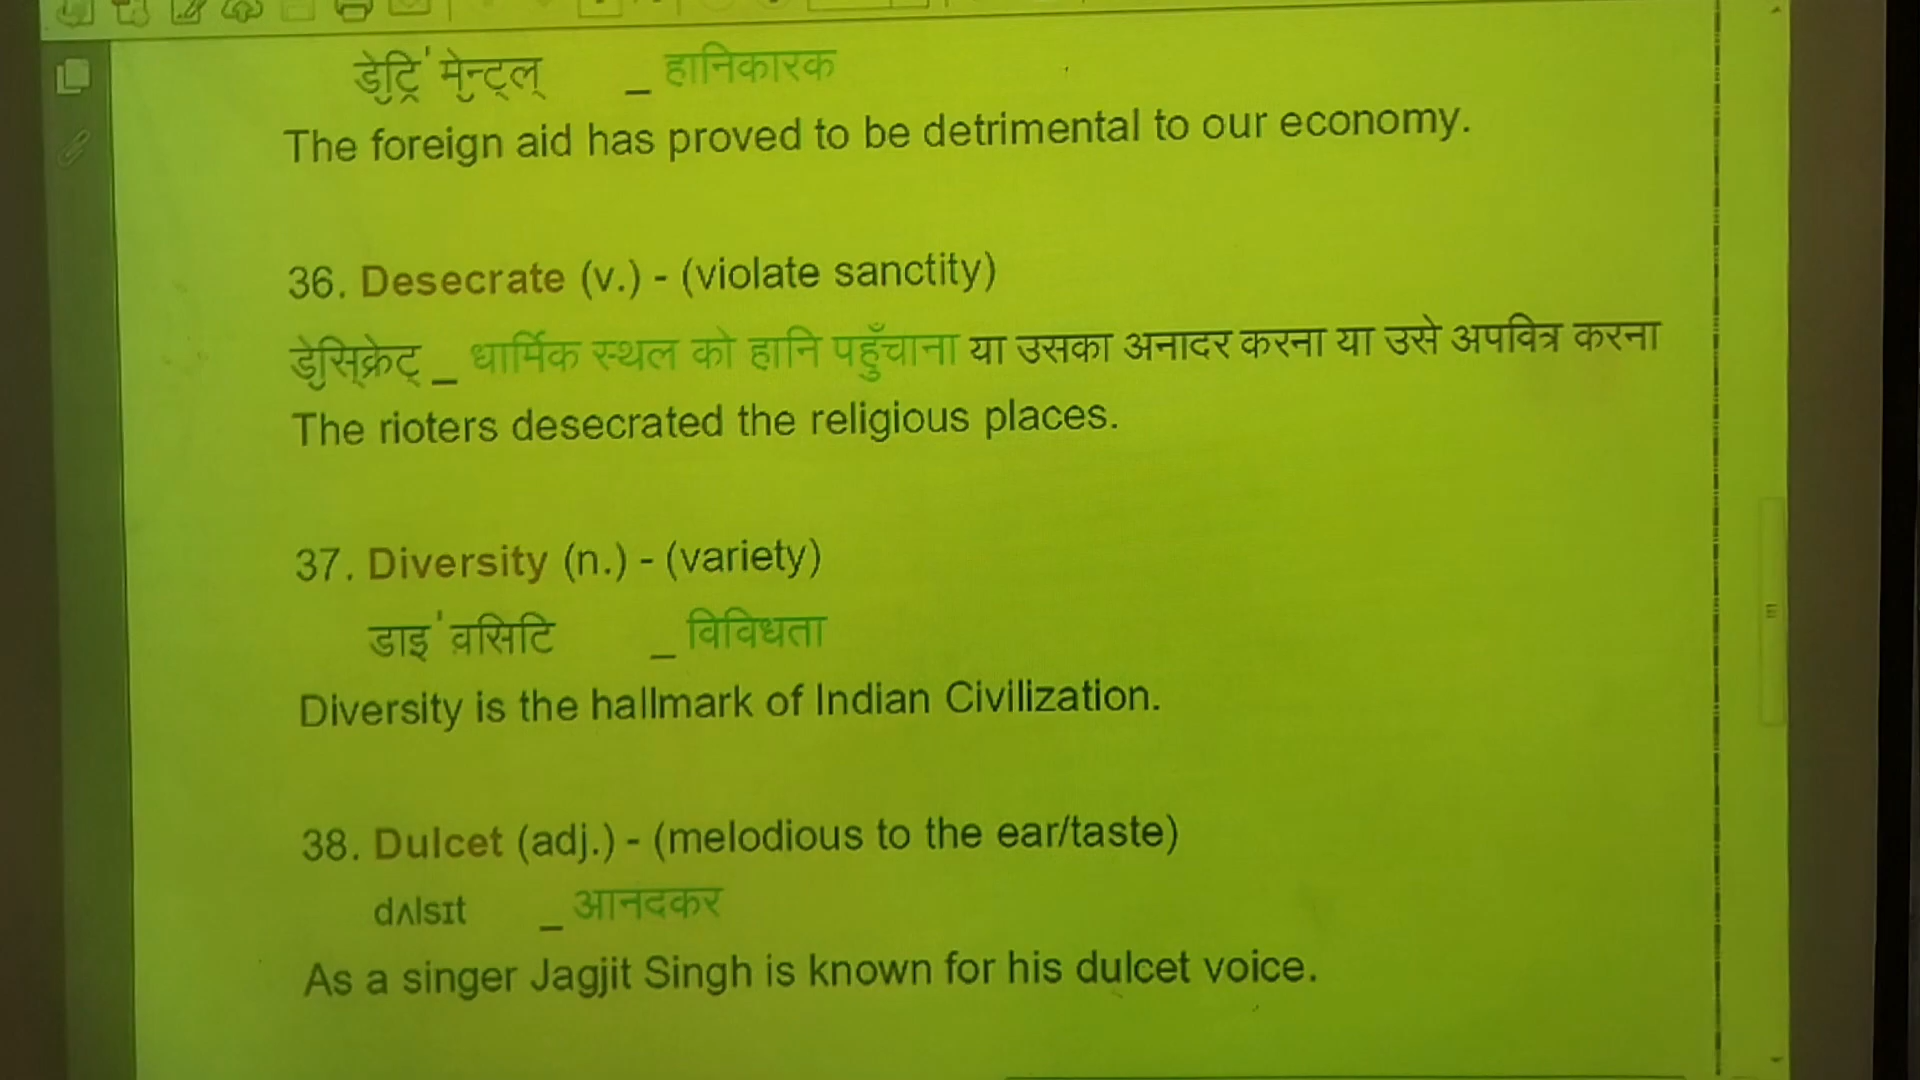 डेट्रि' मेन्ट्ल् _ हानिकारक
The foreign aid has proved to be detrimental to our economy.
36. Desecrate (v.) - (violate sanctity)
डेसि्क्रेट् _ धार्मिक स्थल को हानि पहुँचाना या उसका अनादर करना या उसे अपवित्र करना
The rioters desecrated the religious places.
37. Diversity (n.) - (variety)
डाइ' वसिटि _ विविधता
Diversity is the hallmark of Indian Civilization.
38. Dulcet (adj.) - (melodious to the ear/taste)
dʌlsɪt _ आनदकर
As a singer Jagjit Singh is known for his dulcet voice.